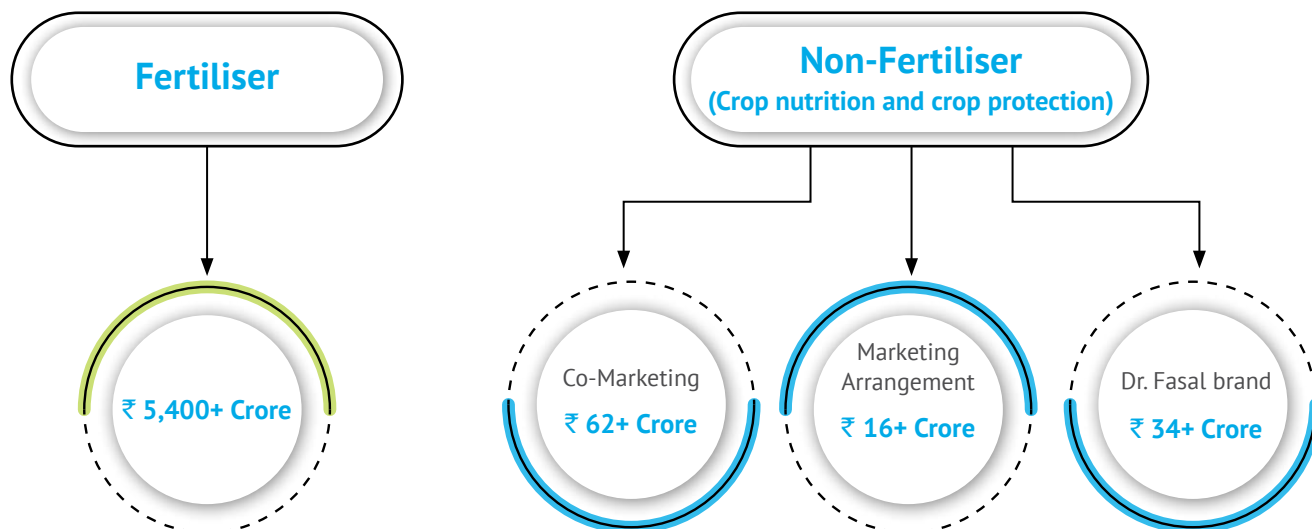 Fertiliser
₹ 5,400+ Crore
Non-Fertiliser
(Crop nutrition and crop protection)
Co-Marketing
₹ 62+ Crore
Marketing
Arrangement
₹ 16+ Crore
Dr. Fasal brand
₹ 34+ Crore